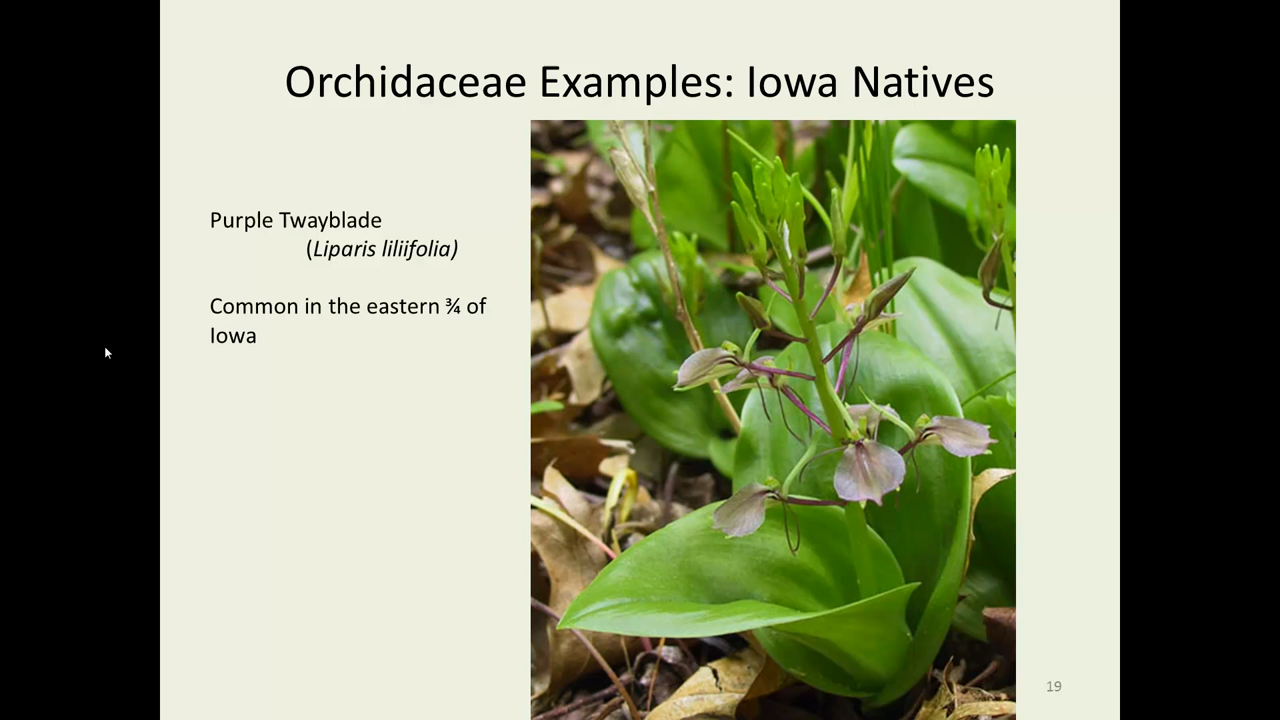 Orchidaceae Examples: Iowa Natives
Purple Twayblade
(Liparis liliifolia)
Common in the eastern ¾ of
Iowa
19